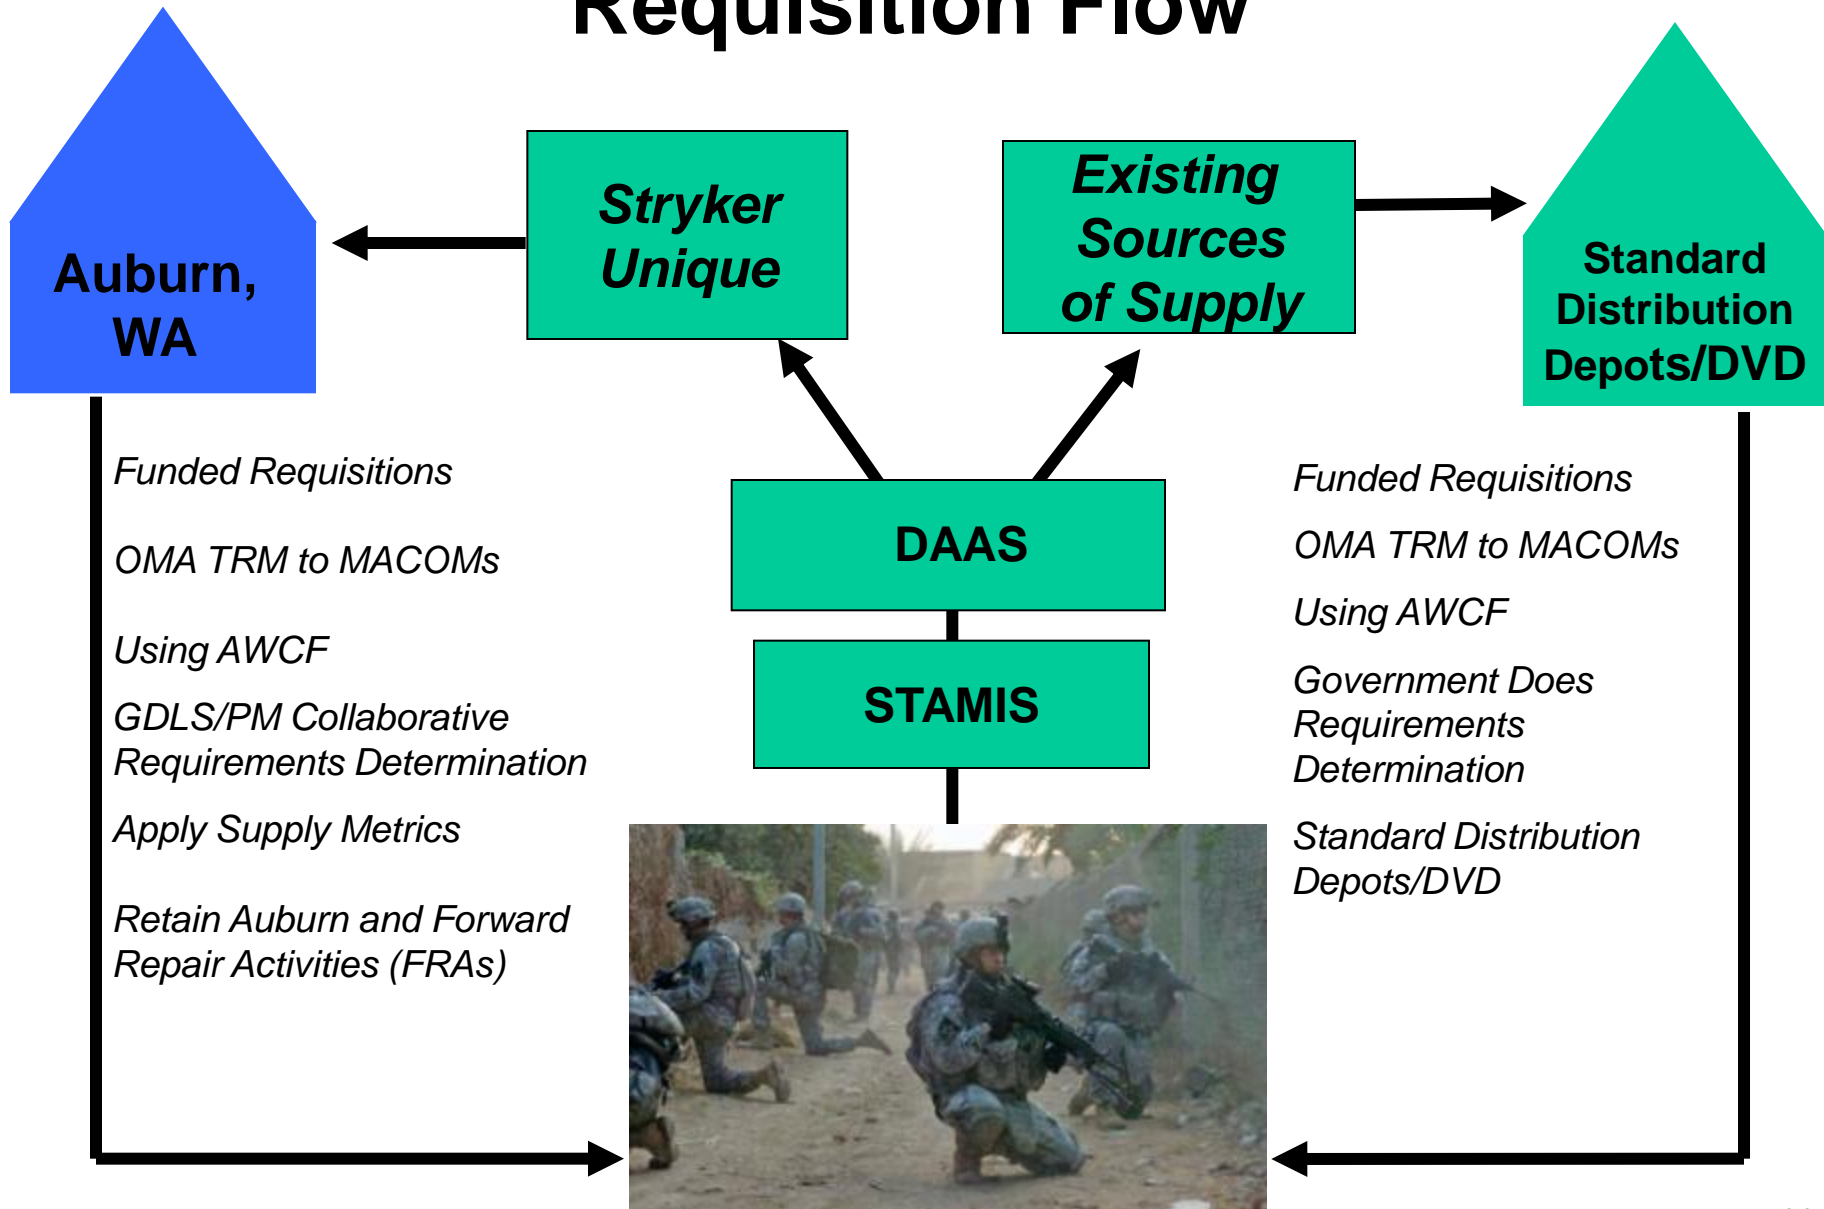 Requisition Flow
Auburn,
WA
Stryker
Unique
Existing
Sources
of Supply
Standard
Distribution
Depots/DVD
DAAS
STAMIS
Funded Requisitions
OMA TRM to MACOMs
Using AWCF
GDLS/PM Collaborative
Requirements Determination
Apply Supply Metrics
Retain Auburn and Forward
Repair Activities (FRAs)
Funded Requisitions
OMA TRM to MACOMs
Using AWCF
Government Does
Requirements
Determination
Standard Distribution
Depots/DVD